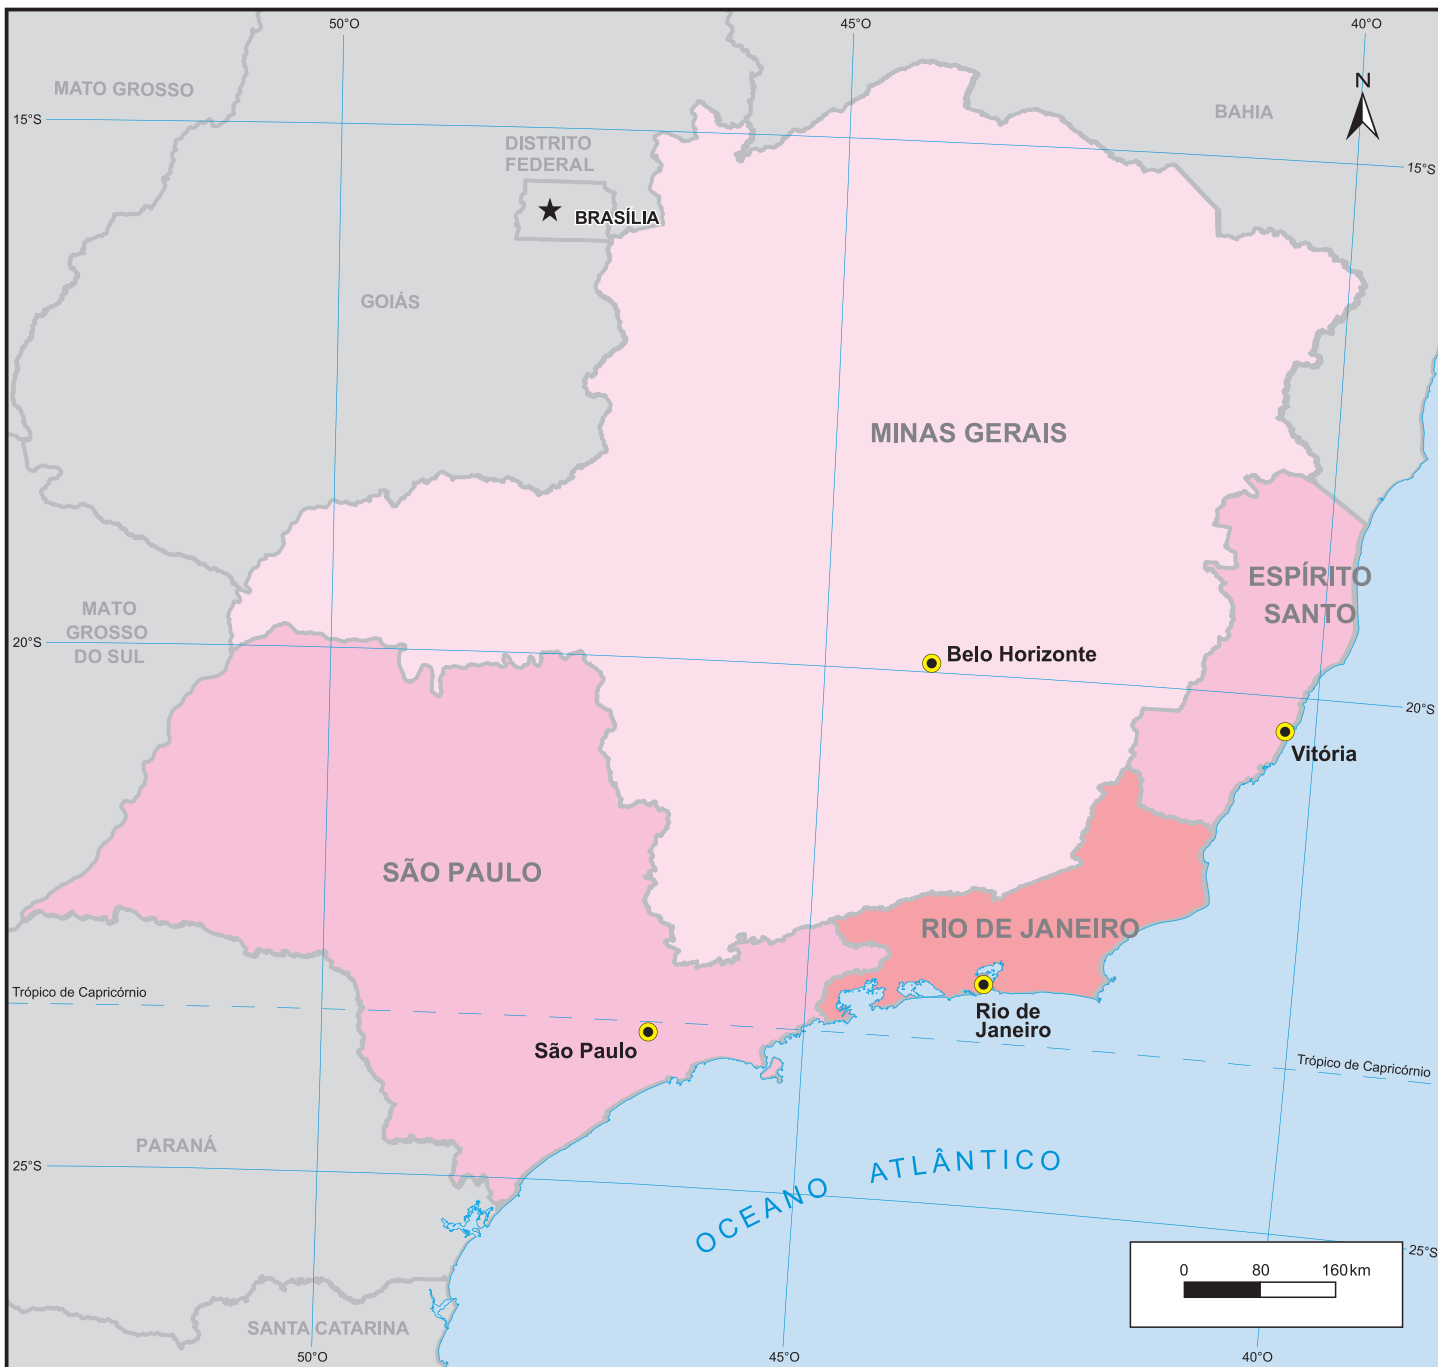 50°O
45°O
40°O
N
MATO GROSSO
BAHIA
15°S
DISTRITO
FEDERAL
15°S
BRASÍLIA
GOIÁS
MINAS GERAIS
ESPÍRITO
SANTO
MATO
GROSSO
DO SUL
20°S
Belo Horizonte
20°S
Vitória
SÃO PAULO
RIO DE JANEIRO
Trópico de Capricórnio
Rio de
Janeiro
São Paulo
Trópico de Capricórnio
PARANÁ
25°S
OCEANO ATLÂNTICO
25°S
0 80 160 km
SANTA CATARINA
50°O
45°O
40°O